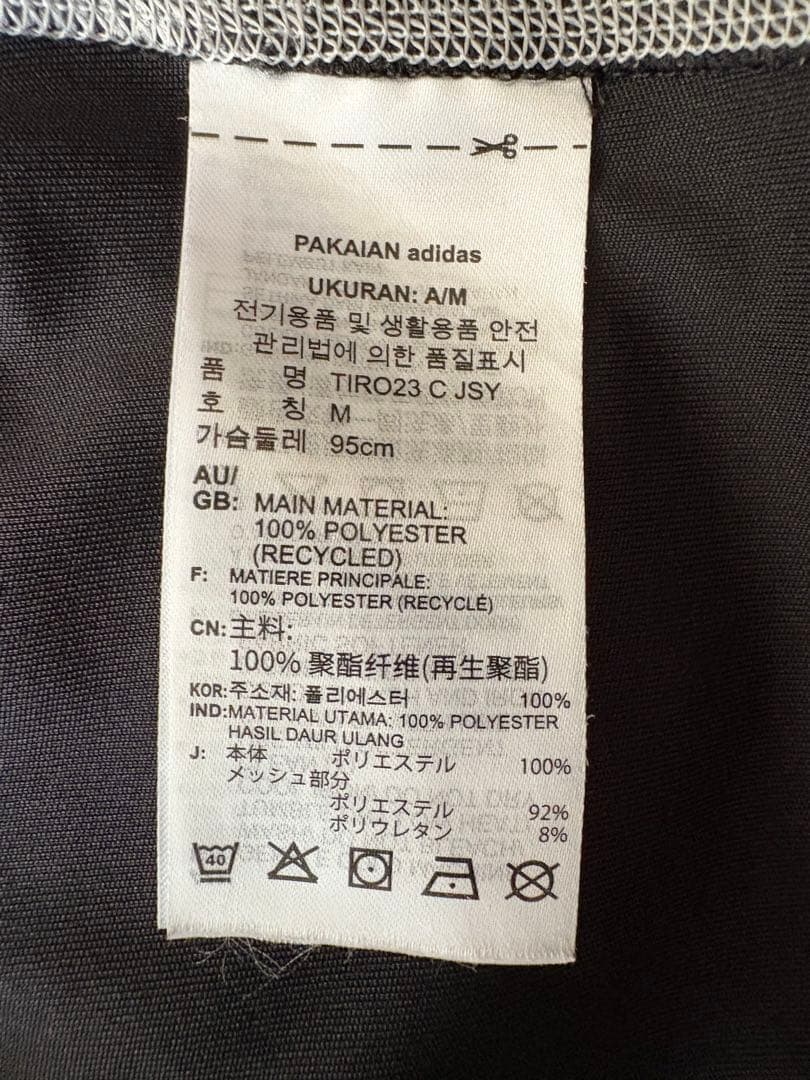 PAKAIAN adidas
UKURAN: A/M
전기용품 및 생활용품 안전
관리법에 의한 품질표시
품 명 TIRO23 C JSY
호 칭 M
가슴둘레 95cm
AU/
GB: MAIN MATERIAL:
100% POLYESTER
(RECYCLED)
F: MATIERE PRINCIPALE:
100% POLYESTER (RECYCLÉ)
CN: 主料:
100% 聚酯纤维(再生聚酯)
KOR: 주소재: 폴리에스터 100%
IND: MATERIAL UTAMA: 100% POLYESTER
HASIL DAUR ULANG
J: 本体 ポリエステル 100%
メッシュ部分
ポリエステル 92%
ポリウレタン 8%
40